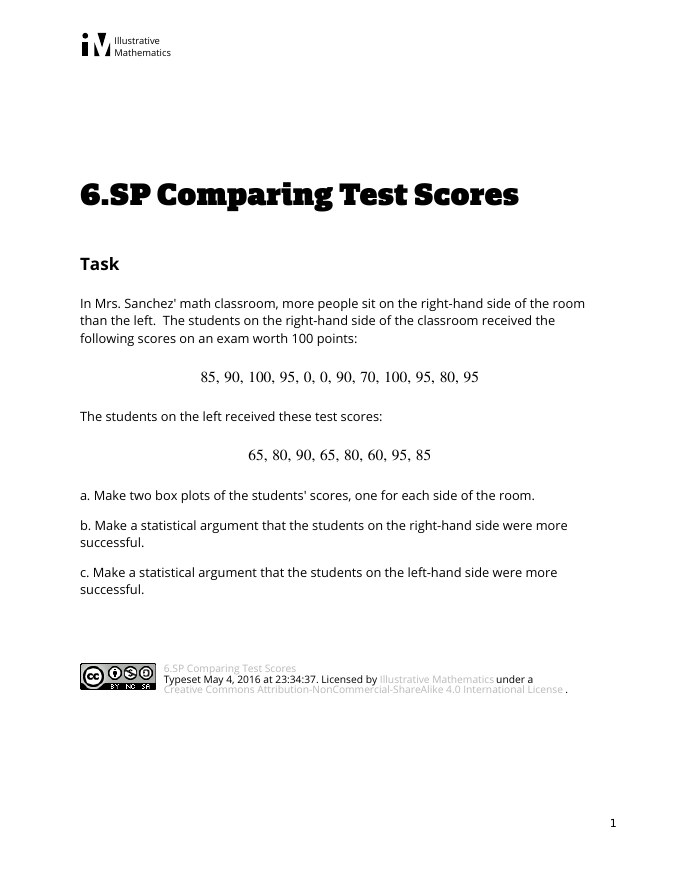 Illustrative
Mathematics
6.SP Comparing Test Scores
Task
In Mrs. Sanchez' math classroom, more people sit on the right-hand side of the room
than the left.  The students on the right-hand side of the classroom received the
following scores on an exam worth 100 points:
85, 90, 100, 95, 0, 0, 90, 70, 100, 95, 80, 95
The students on the left received these test scores:
65, 80, 90, 65, 80, 60, 95, 85
a. Make two box plots of the students' scores, one for each side of the room.
b. Make a statistical argument that the students on the right-hand side were more
successful.
c. Make a statistical argument that the students on the left-hand side were more
successful.
cc BY NC SA
6.SP Comparing Test Scores
Typeset May 4, 2016 at 23:34:37. Licensed by Illustrative Mathematics under a
Creative Commons Attribution-NonCommercial-ShareAlike 4.0 International License .
1